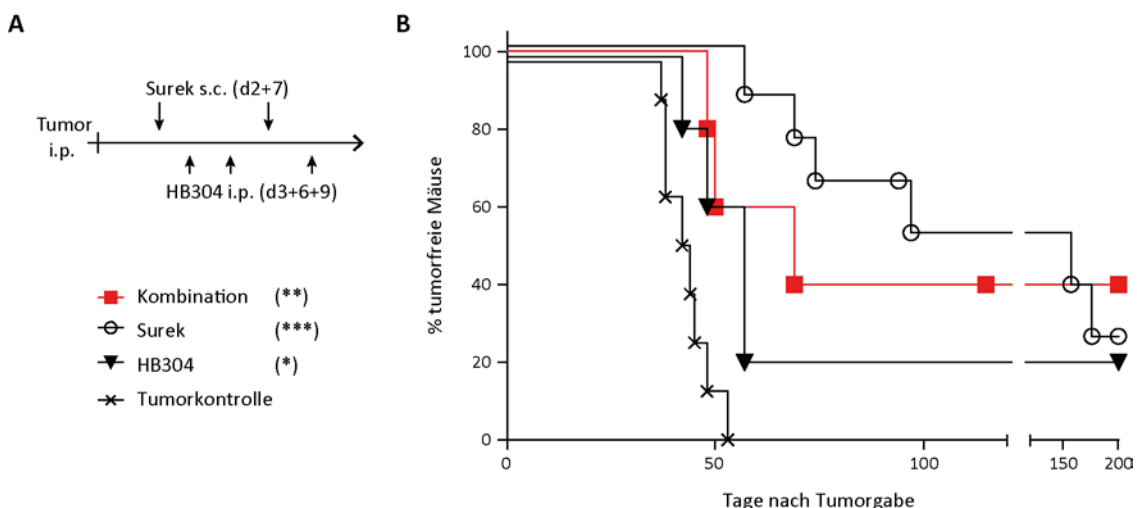 A
Surek s.c. (d2+7)
Tumor
i.p.
HB304 i.p. (d3+6+9)
Kombination (**)
Surek (***)
HB304 (*)
Tumorkontrolle
B
% tumorfreie Mäuse
100
80
60
40
20
0
0 50 100 150 200
Tage nach Tumorgabe